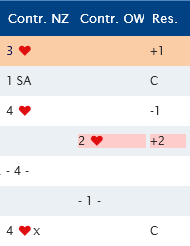 Contr. NZ Contr. OW Res.
3 ♥ +1
1 SA C
4 ♥ -1
2 ♥ +2
- 4 -
- 1 -
4 ♥ x C